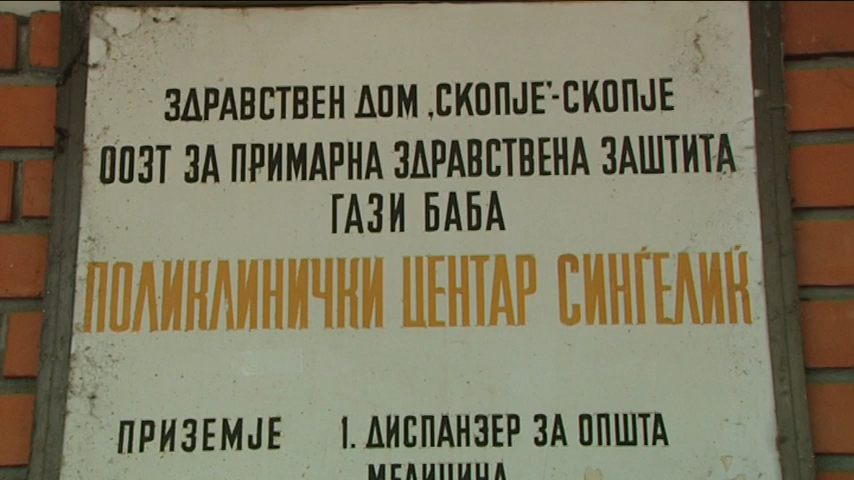 ЗДРАВСТВЕН ДОМ „СКОПЈЕ"-СКОПЈЕ
ООЗТ ЗА ПРИМАРНА ЗДРАВСТВЕНА ЗАШТИТА
ГАЗИ БАБА
ПОЛИКЛИНИЧКИ ЦЕНТАР СИНЃЕЛИЌ
ПРИЗЕМЈЕ 1. ДИСПАНЗЕР ЗА ОПШТА
МЕДИЦИНА